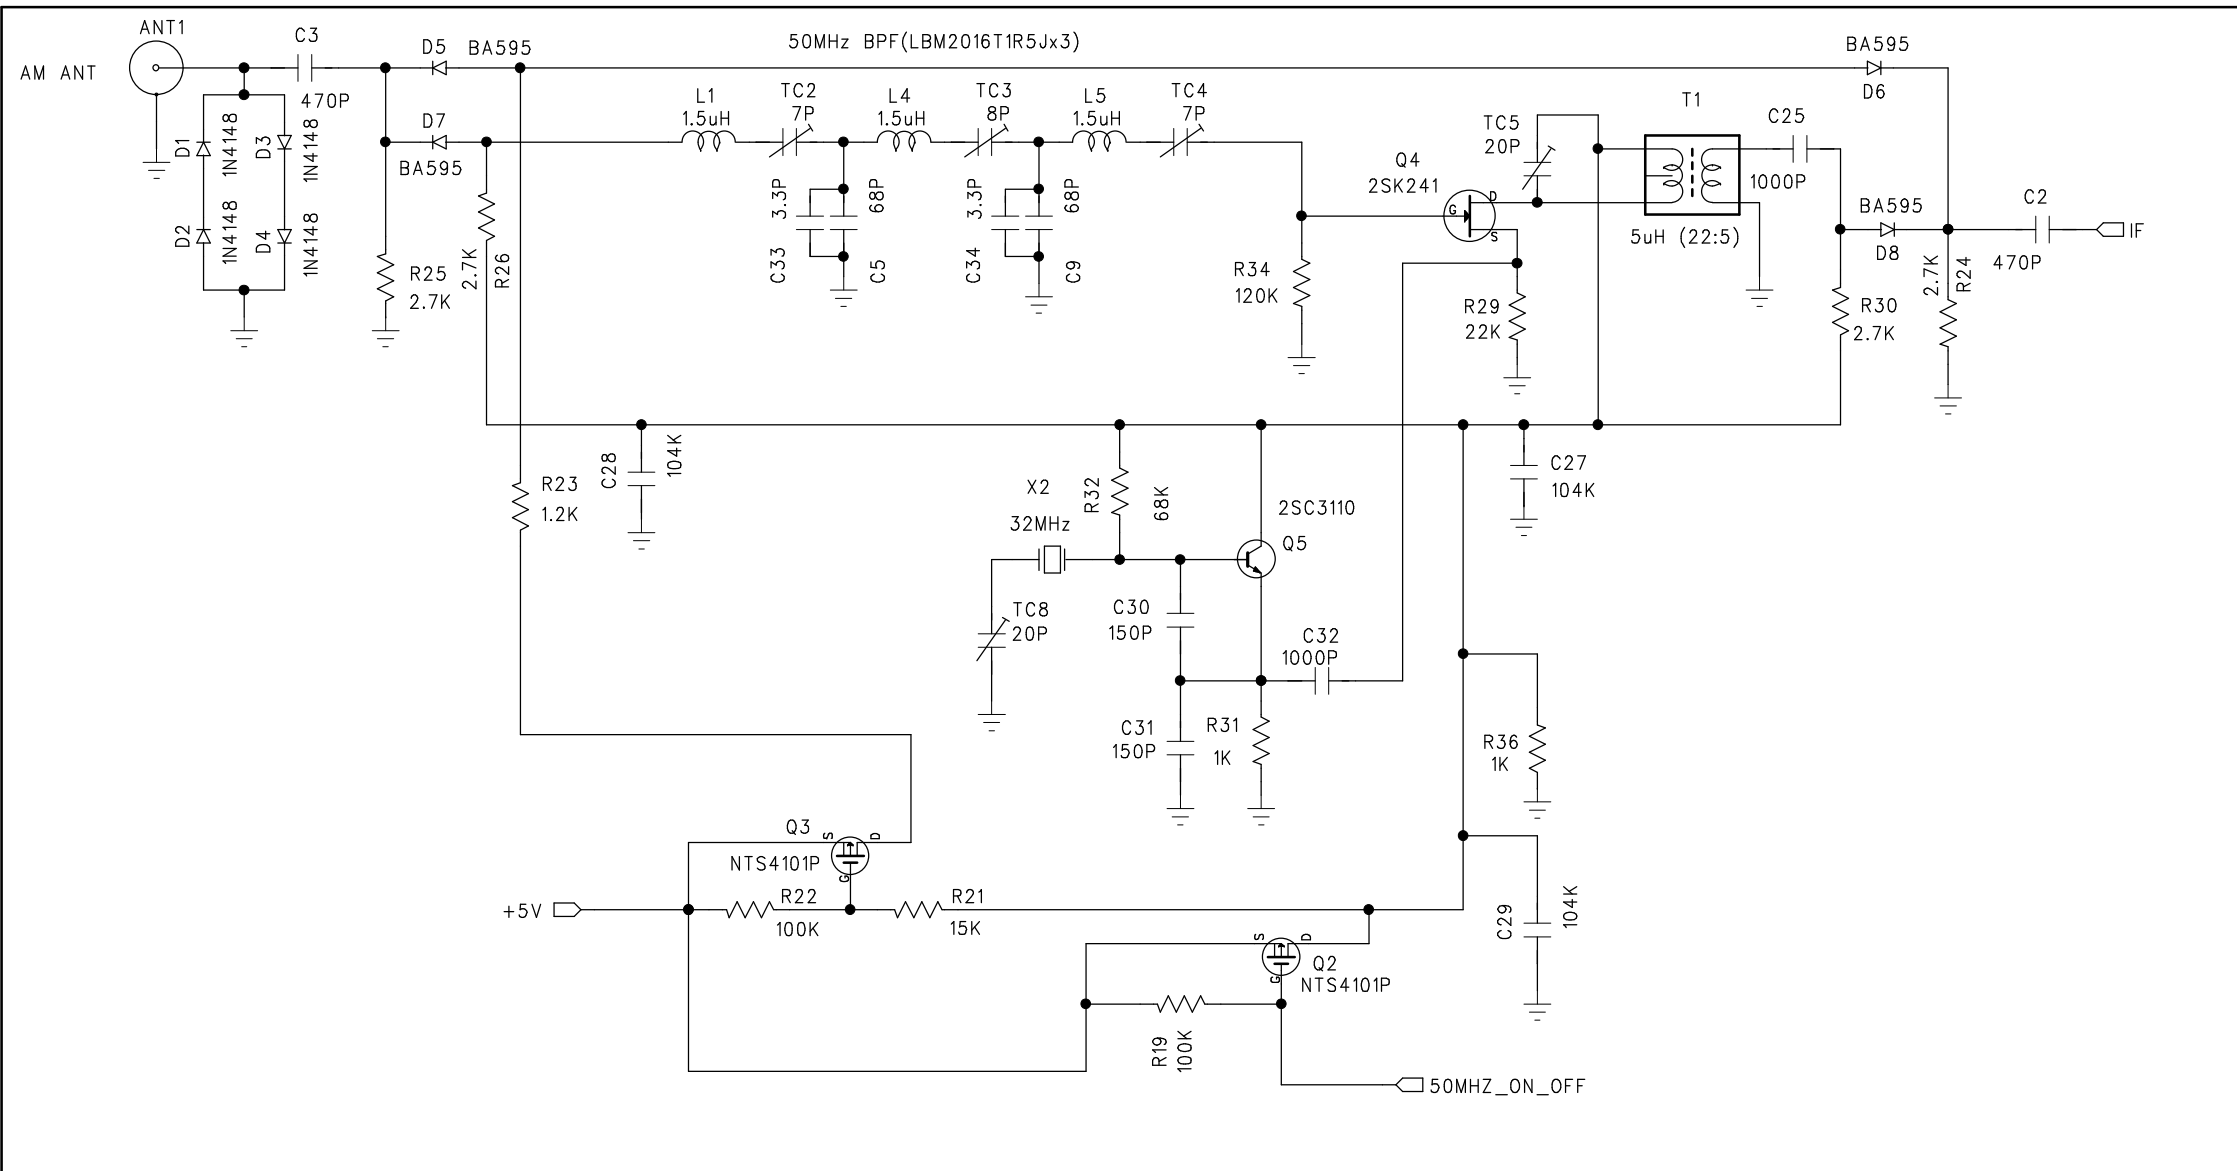 ANT1
AM ANT
C3
470P
D5
BA595
50MHz BPF(LBM2016T1R5Jx3)
BA595
D6
D1
1N4148
D3
1N4148
D2
1N4148
D4
1N4148
D7
BA595
R25
2.7K
2.7K
R26
L1
1.5uH
TC2
7P
L4
1.5uH
TC3
8P
L5
1.5uH
TC4
7P
3.3P
C33
68P
C5
3.3P
C34
68P
C9
R34
120K
Q4
2SK241
G
D
S
TC5
20P
T1
5uH (22:5)
C25
1000P
BA595
D8
C2
470P
IF
2.7K
R24
R30
2.7K
R29
22K
R23
1.2K
C28
104K
X2
32MHz
R32
68K
2SC3110
Q5
C27
104K
TC8
20P
C30
150P
C32
1000P
C31
150P
R31
1K
R36
1K
Q3
NTS4101P
S
D
G
+5V
R22
100K
R21
15K
C29
104K
S
D
G
Q2
NTS4101P
R19
100K
50MHZ_ON_OFF